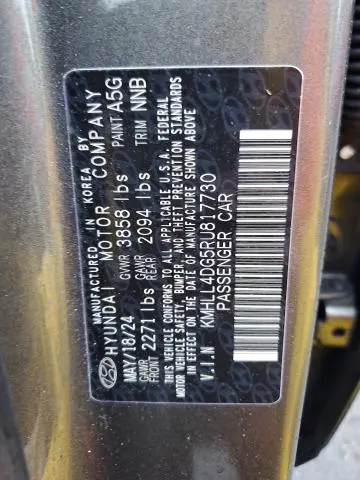 MANUFACTURED IN KOREA BY
HYUNDAI MOTOR COMPANY
MAY/18/24 GVWR 3858 lbs PAINT A5G
GAWR FRONT 2271 lbs GAWR REAR 2094 lbs TRIM NNB
THIS VEHICLE CONFORMS TO ALL APPLICABLE U.S.A. FEDERAL
MOTOR VEHICLE SAFETY, BUMPER, AND THEFT PREVENTION
STANDARDS IN EFFECT ON THE DATE OF MANUFACTURE SHOWN ABOVE
V.I.N KMHLL4DG5RU817730
PASSENGER CAR